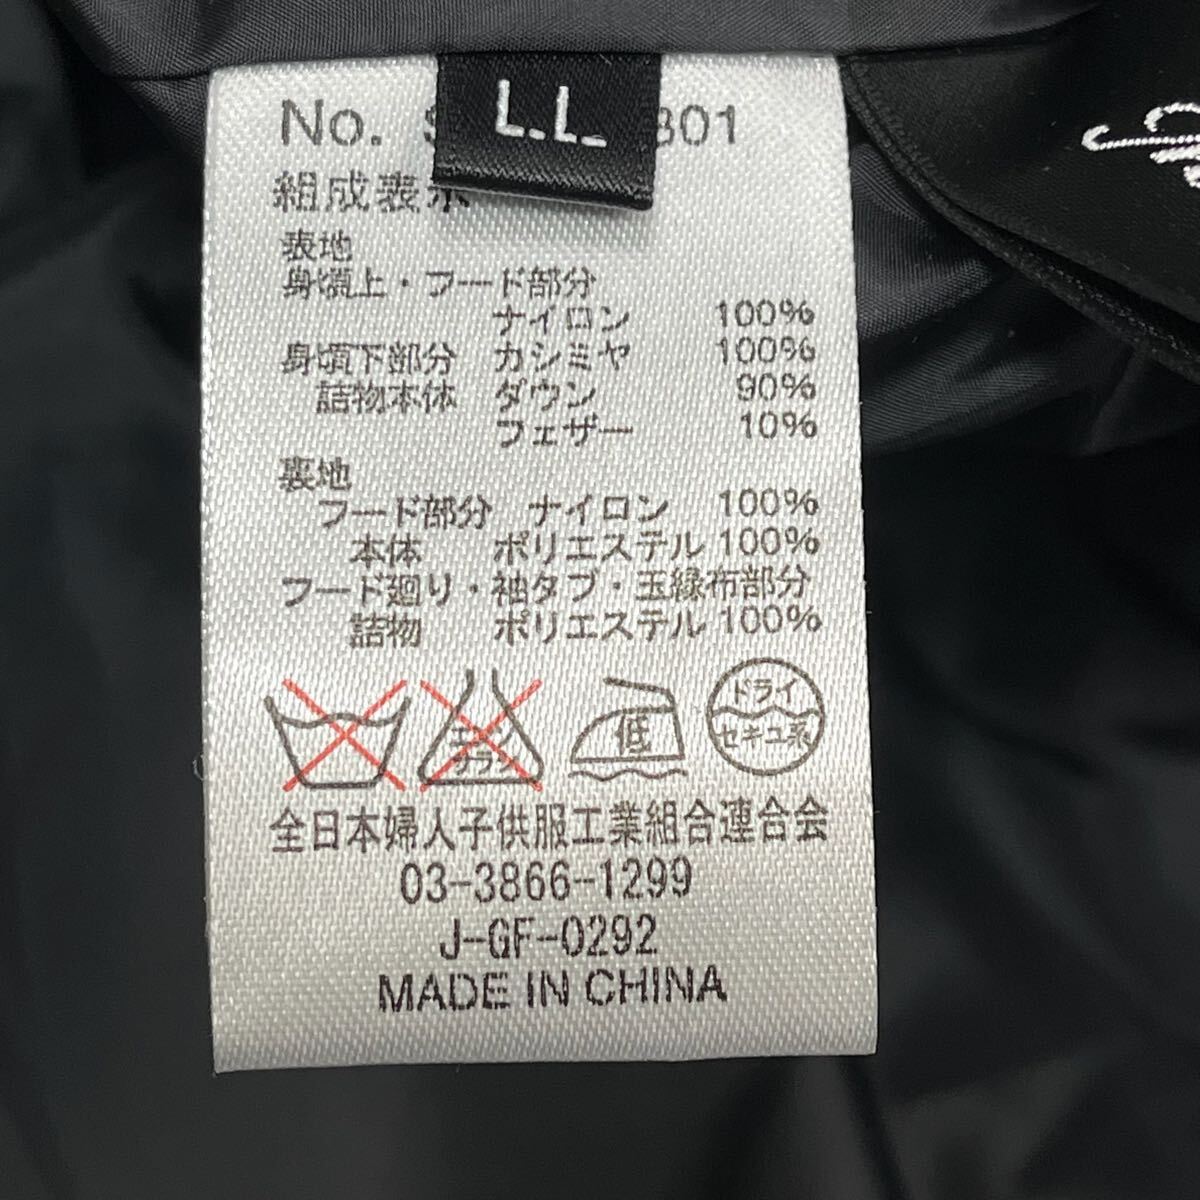 L.L
No. S 801
組成表示
表地
身頃上・フード部分
ナイロン 100%
身頃下部分 カシミヤ 100%
詰物本体 ダウン 90%
フェザー 10%
裏地
フード部分 ナイロン 100%
本体 ポリエステル 100%
フード廻り・袖タブ・玉縁布部分
詰物 ポリエステル 100%
エンソ
サラシ
低
ドライ
セキユ系
全日本婦人子供服工業組合連合会
03-3866-1299
J-GF-0292
MADE IN CHINA